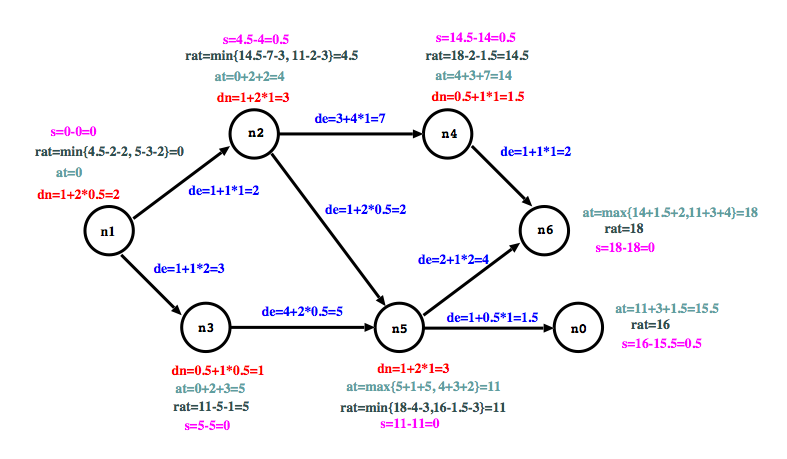 s=4.5-4=0.5
rat=min{14.5-7-3, 11-2-3}=4.5
at=0+2+2=4
dn=1+2*1=3
s=14.5-14=0.5
rat=18-2-1.5=14.5
at=4+3+7=14
dn=0.5+1*1=1.5
s=0-0=0
rat=min{4.5-2-2, 5-3-2}=0
at=0
dn=1+2*0.5=2
n2
de=3+4*1=7
n4
de=1+1*1=2
de=1+1*1=2
de=1+2*0.5=2
n1
n6
at=max{14+1.5+2,11+3+4}=18
rat=18
s=18-18=0
de=1+1*2=3
de=2+1*2=4
n3
de=4+2*0.5=5
n5
de=1+0.5*1=1.5
n0
at=11+3+1.5=15.5
rat=16
s=16-15.5=0.5
dn=0.5+1*0.5=1
at=0+2+3=5
rat=11-5-1=5
s=5-5=0
dn=1+2*1=3
at=max{5+1+5, 4+3+2}=11
rat=min{18-4-3,16-1.5-3}=11
s=11-11=0